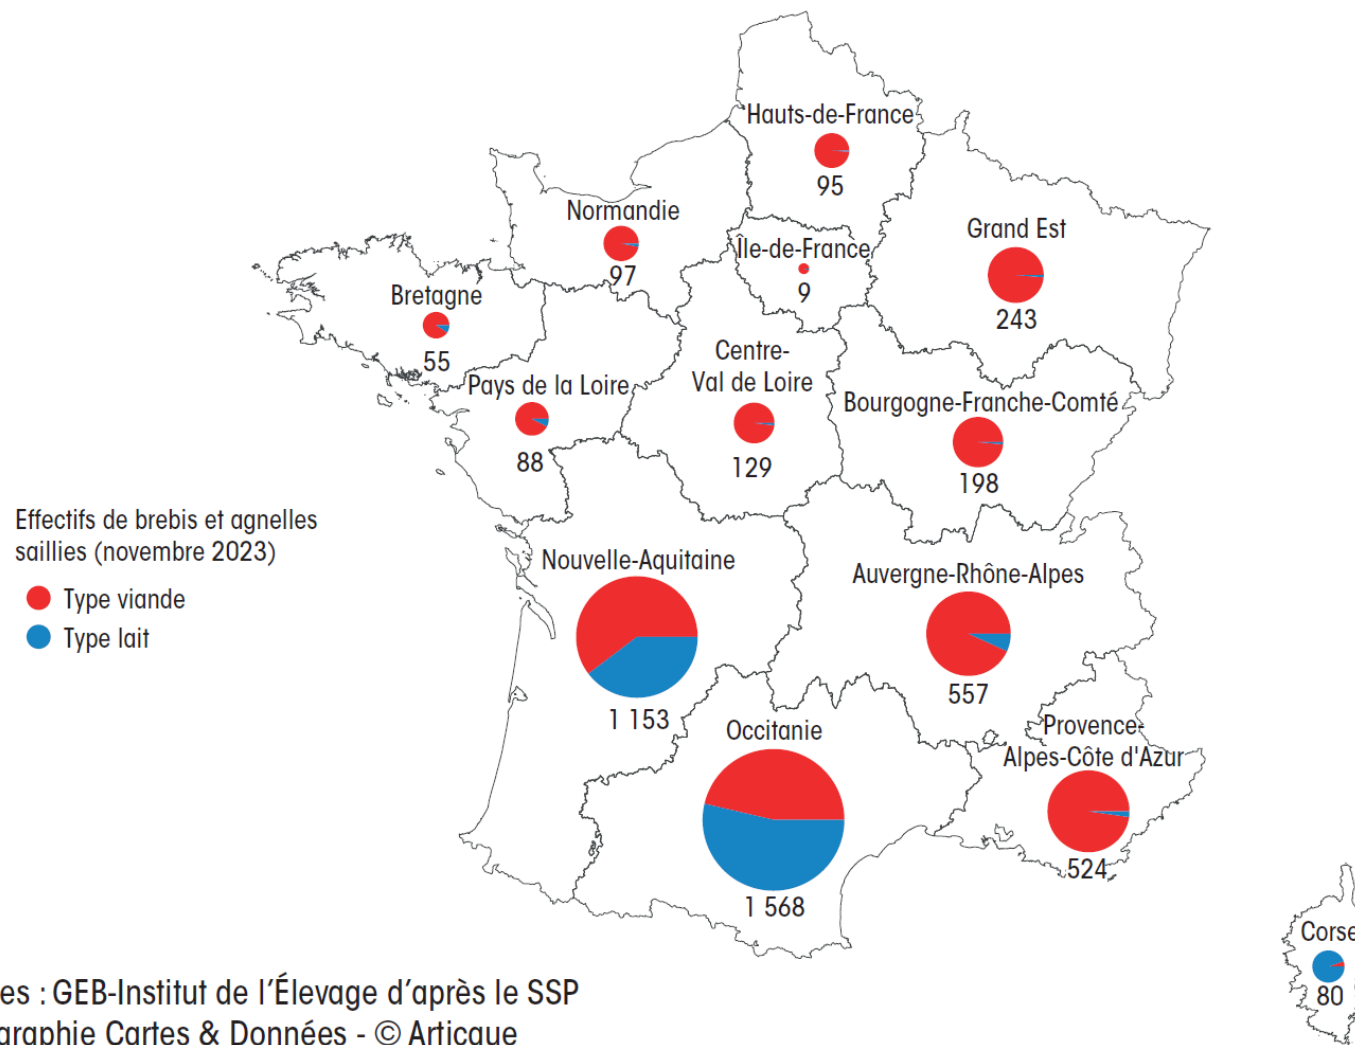 Hauts-de-France
95
Normandie
97
Île-de-France
9
Grand Est
243
Bretagne
55
Pays de la Loire
88
Centre-
Val de Loire
129
Bourgogne-Franche-Comté
198
Effectifs de brebis et agnelles
saillies (novembre 2023)
Type viande
Type lait
Nouvelle-Aquitaine
1 153
Auvergne-Rhône-Alpes
557
Occitanie
1 568
Provence-
Alpes-Côte d'Azur
524
Corse
80
es : GEB-Institut de l’Élevage d’après le SSP
graphie Cartes & Données - © Articque